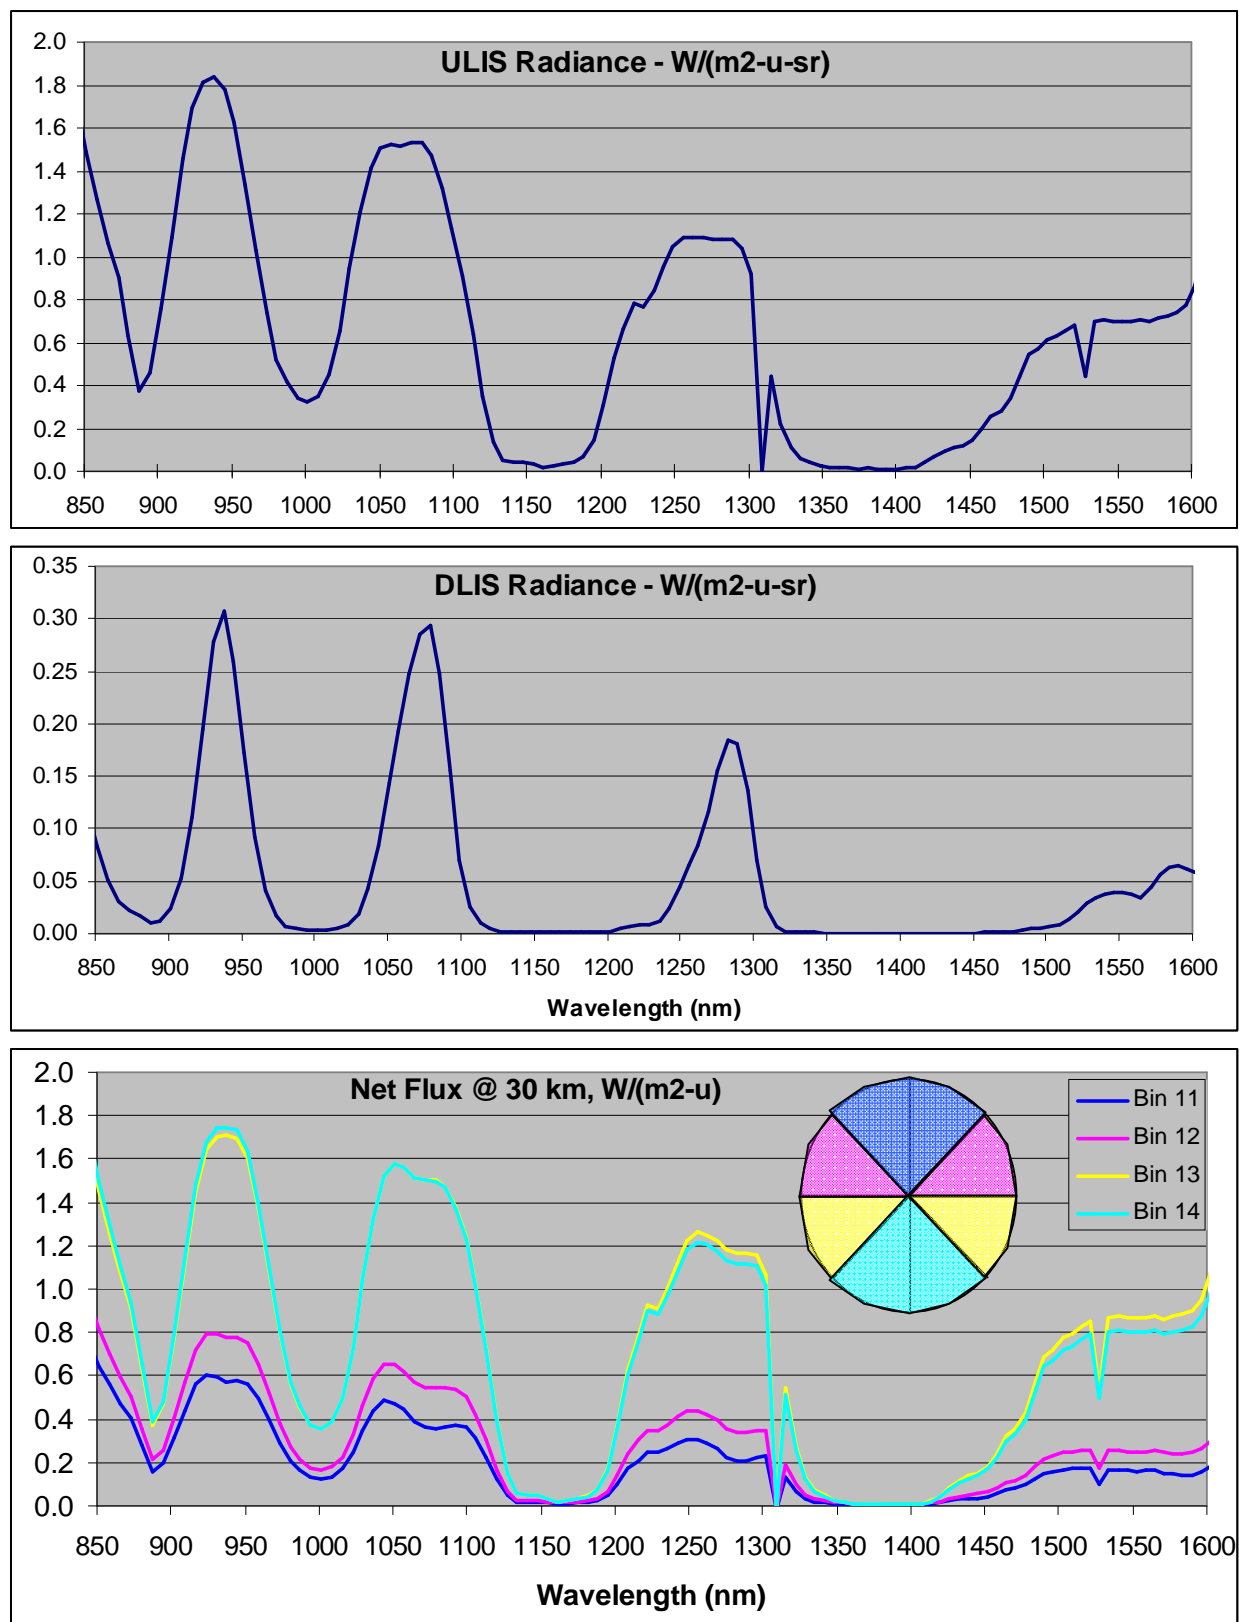 ULIS Radiance - W/(m2-u-sr)
2.0
1.8
1.6
1.4
1.2
1.0
0.8
0.6
0.4
0.2
0.0
850 900 950 1000 1050 1100 1150 1200 1250 1300 1350 1400 1450 1500 1550 1600
DLIS Radiance - W/(m2-u-sr)
0.35
0.30
0.25
0.20
0.15
0.10
0.05
0.00
850 900 950 1000 1050 1100 1150 1200 1250 1300 1350 1400 1450 1500 1550 1600
Wavelength (nm)
Net Flux @ 30 km, W/(m2-u)
2.0
1.8
1.6
1.4
1.2
1.0
0.8
0.6
0.4
0.2
0.0
Bin 11
Bin 12
Bin 13
Bin 14
850 900 950 1000 1050 1100 1150 1200 1250 1300 1350 1400 1450 1500 1550 1600
Wavelength (nm)